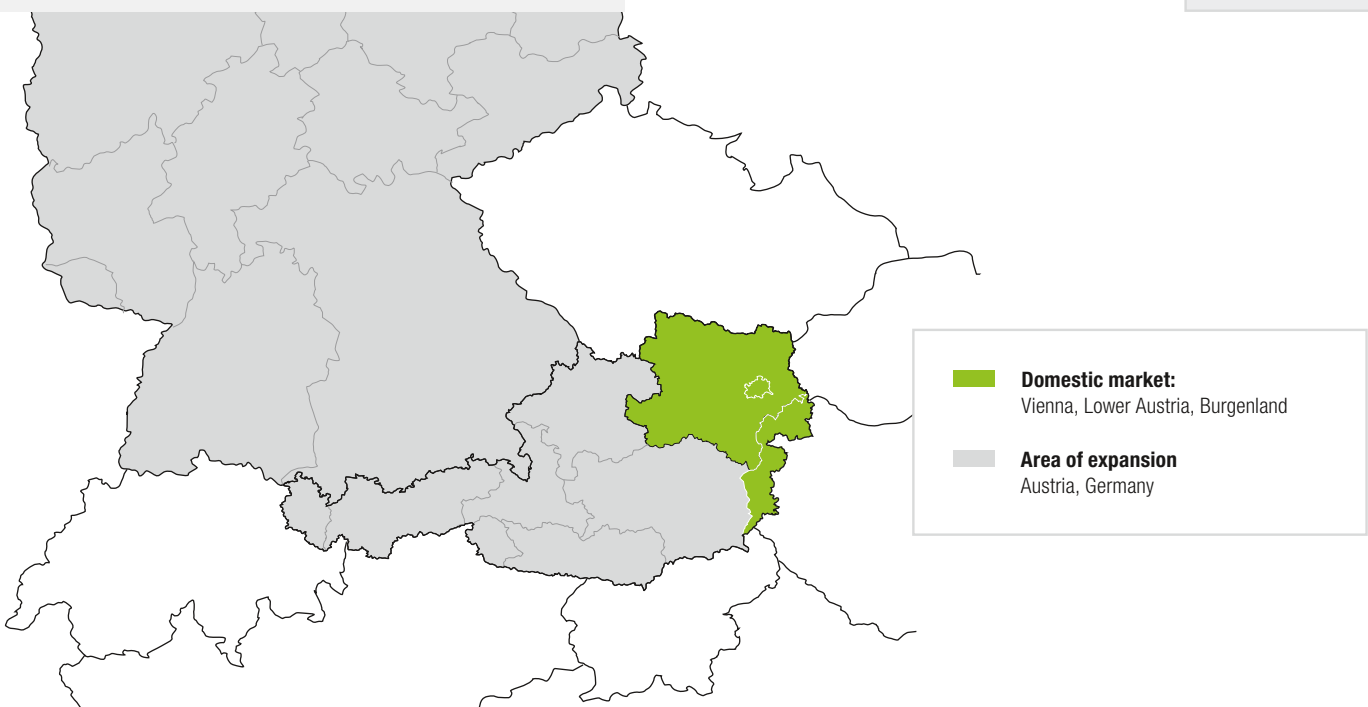 Domestic market:
Vienna, Lower Austria, Burgenland
Area of expansion
Austria, Germany